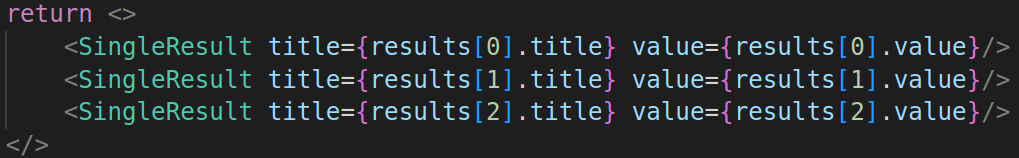 return <>
    <SingleResult title={results[0].title} value={results[0].value}/>
    <SingleResult title={results[1].title} value={results[1].value}/>
    <SingleResult title={results[2].title} value={results[2].value}/>
</>